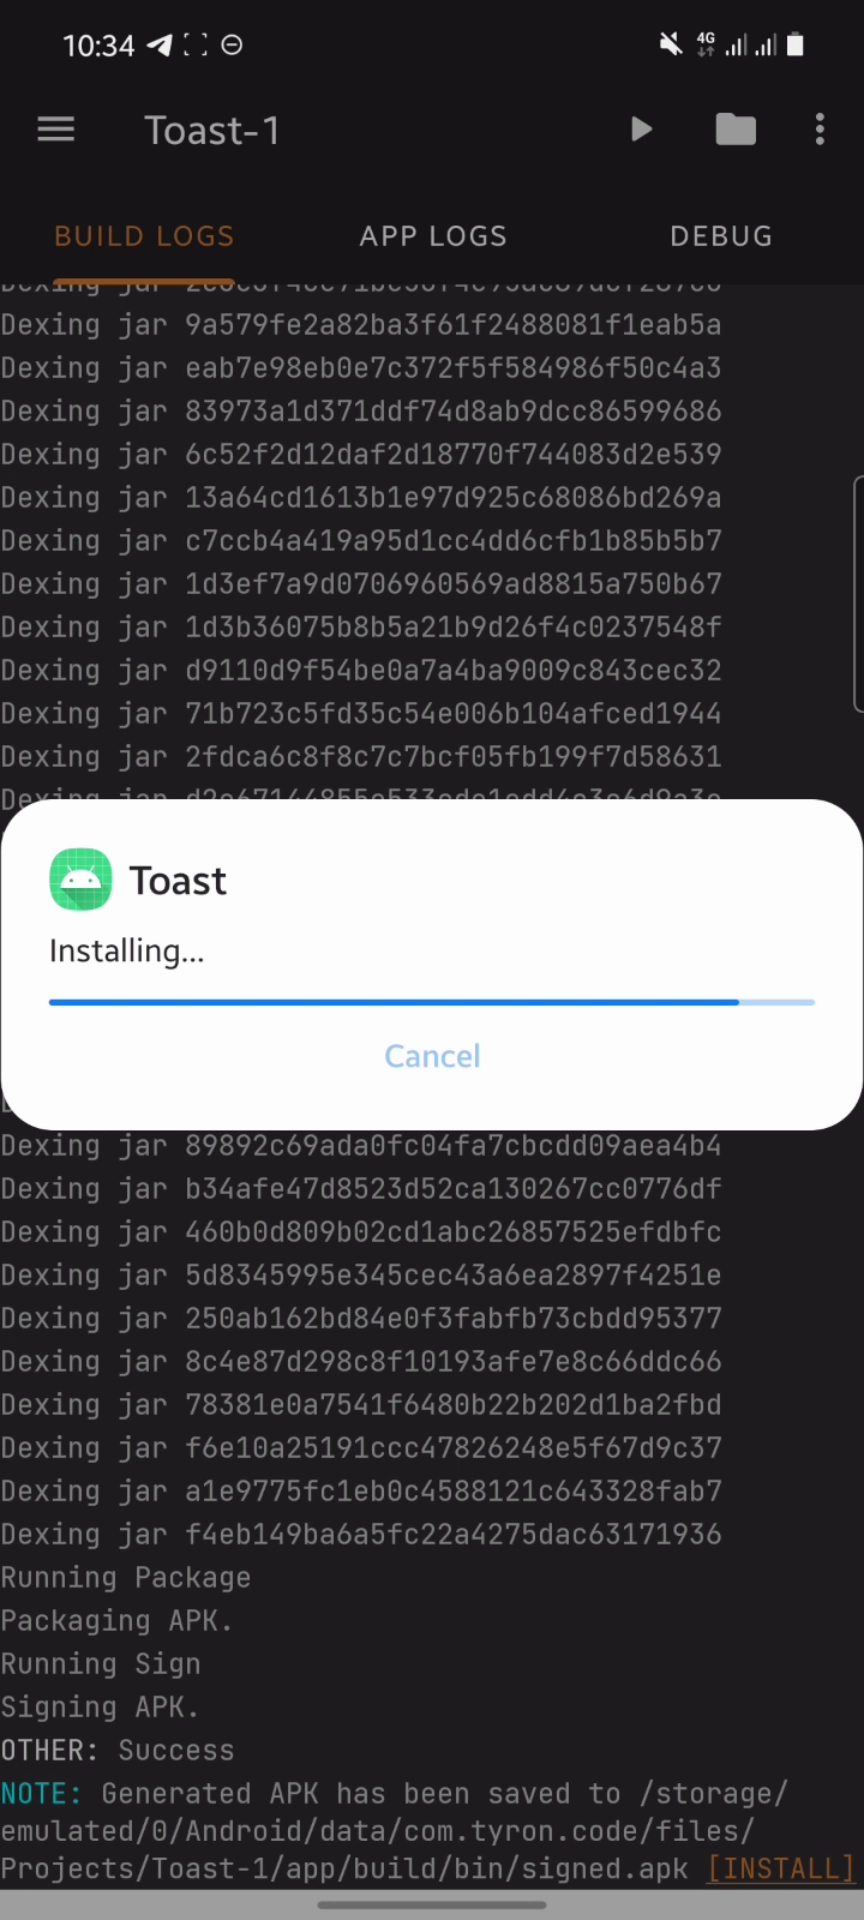 10:34
4G
Toast-1
BUILD LOGS
APP LOGS
DEBUG
Dexing jar
Dexing jar 9a579fe2a82ba3f61f2488081f1eab5a
Dexing jar eab7e98eb0e7c372f5f584986f50c4a3
Dexing jar 83973a1d371ddf74d8ab9dcc86599686
Dexing jar 6c52f2d12daf2d18770f744083d2e539
Dexing jar 13a64cd1613b1e97d925c68086bd269a
Dexing jar c7ccb4a419a95d1cc4dd6cfb1b85b5b7
Dexing jar 1d3ef7a9d0706960569ad8815a750b67
Dexing jar 1d3b36075b8b5a21b9d26f4c0237548f
Dexing jar d9110d9f54be0a7a4ba9009c843cec32
Dexing jar 71b723c5fd35c54e006b104afced1944
Dexing jar 2fdca6c8f8c7c7bcf05fb199f7d58631
Dexing jar
Toast
Installing...
Cancel
Dexing jar 89892c69ada0fc04fa7cbcdd09aea4b4
Dexing jar b34afe47d8523d52ca130267cc0776df
Dexing jar 460b0d809b02cd1abc26857525efdbfc
Dexing jar 5d8345995e345cec43a6ea2897f4251e
Dexing jar 250ab162bd84e0f3fabfb73cbdd95377
Dexing jar 8c4e87d298c8f10193afe7e8c66ddc66
Dexing jar 78381e0a7541f6480b22b202d1ba2fbd
Dexing jar f6e10a25191ccc47826248e5f67d9c37
Dexing jar a1e9775fc1eb0c4588121c643328fab7
Dexing jar f4eb149ba6a5fc22a4275dac63171936
Running Package
Packaging APK.
Running Sign
Signing APK.
OTHER: Success
NOTE: Generated APK has been saved to /storage/
emulated/0/Android/data/com.tyron.code/files/
Projects/Toast-1/app/build/bin/signed.apk [INSTALL]